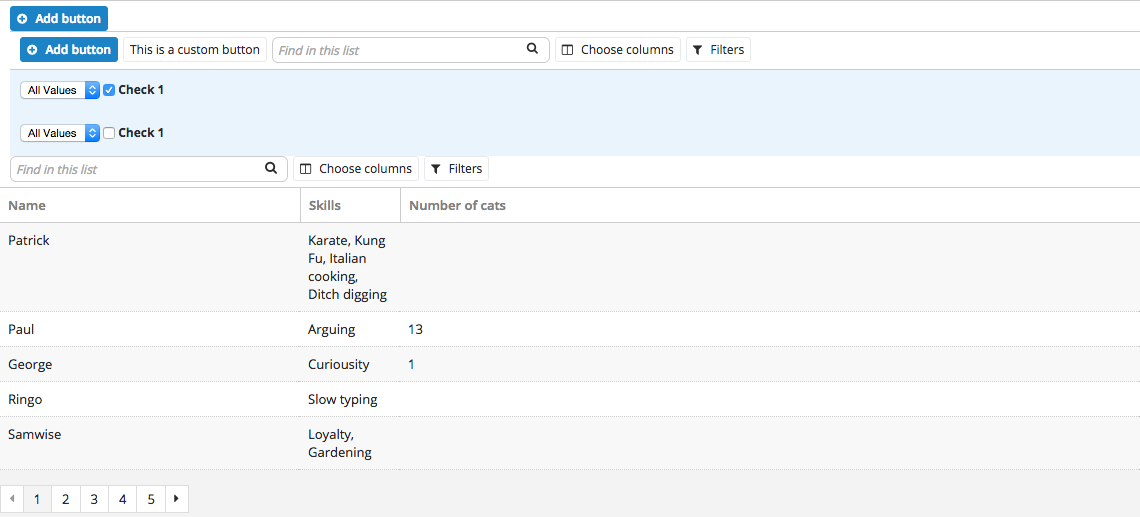 Add button
Add button This is a custom button Find in this list Choose columns Filters
All Values Check 1
All Values Check 1
Find in this list Choose columns Filters
Name Skills Number of cats
Patrick Karate, Kung
Fu, Italian
cooking,
Ditch digging
Paul Arguing 13
George Curiousity 1
Ringo Slow typing
Samwise Loyalty,
Gardening
1 2 3 4 5